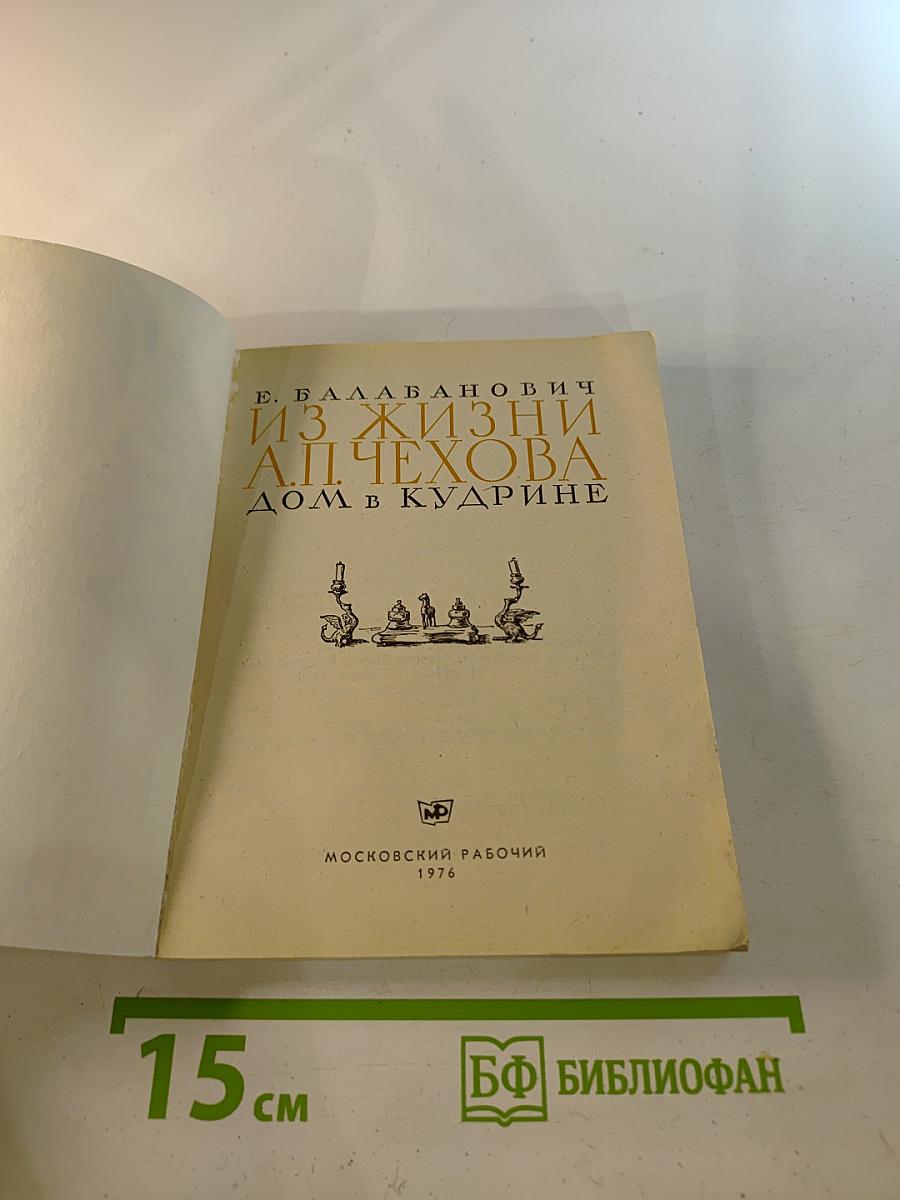 Е. БАЛАБАНОВИЧ
ИЗ ЖИЗНИ
А.П. ЧЕХОВА
ДОМ в КУДРИНЕ
МР
МОСКОВСКИЙ РАБОЧИЙ
1976
15 см
БФ БИБЛИОФАН